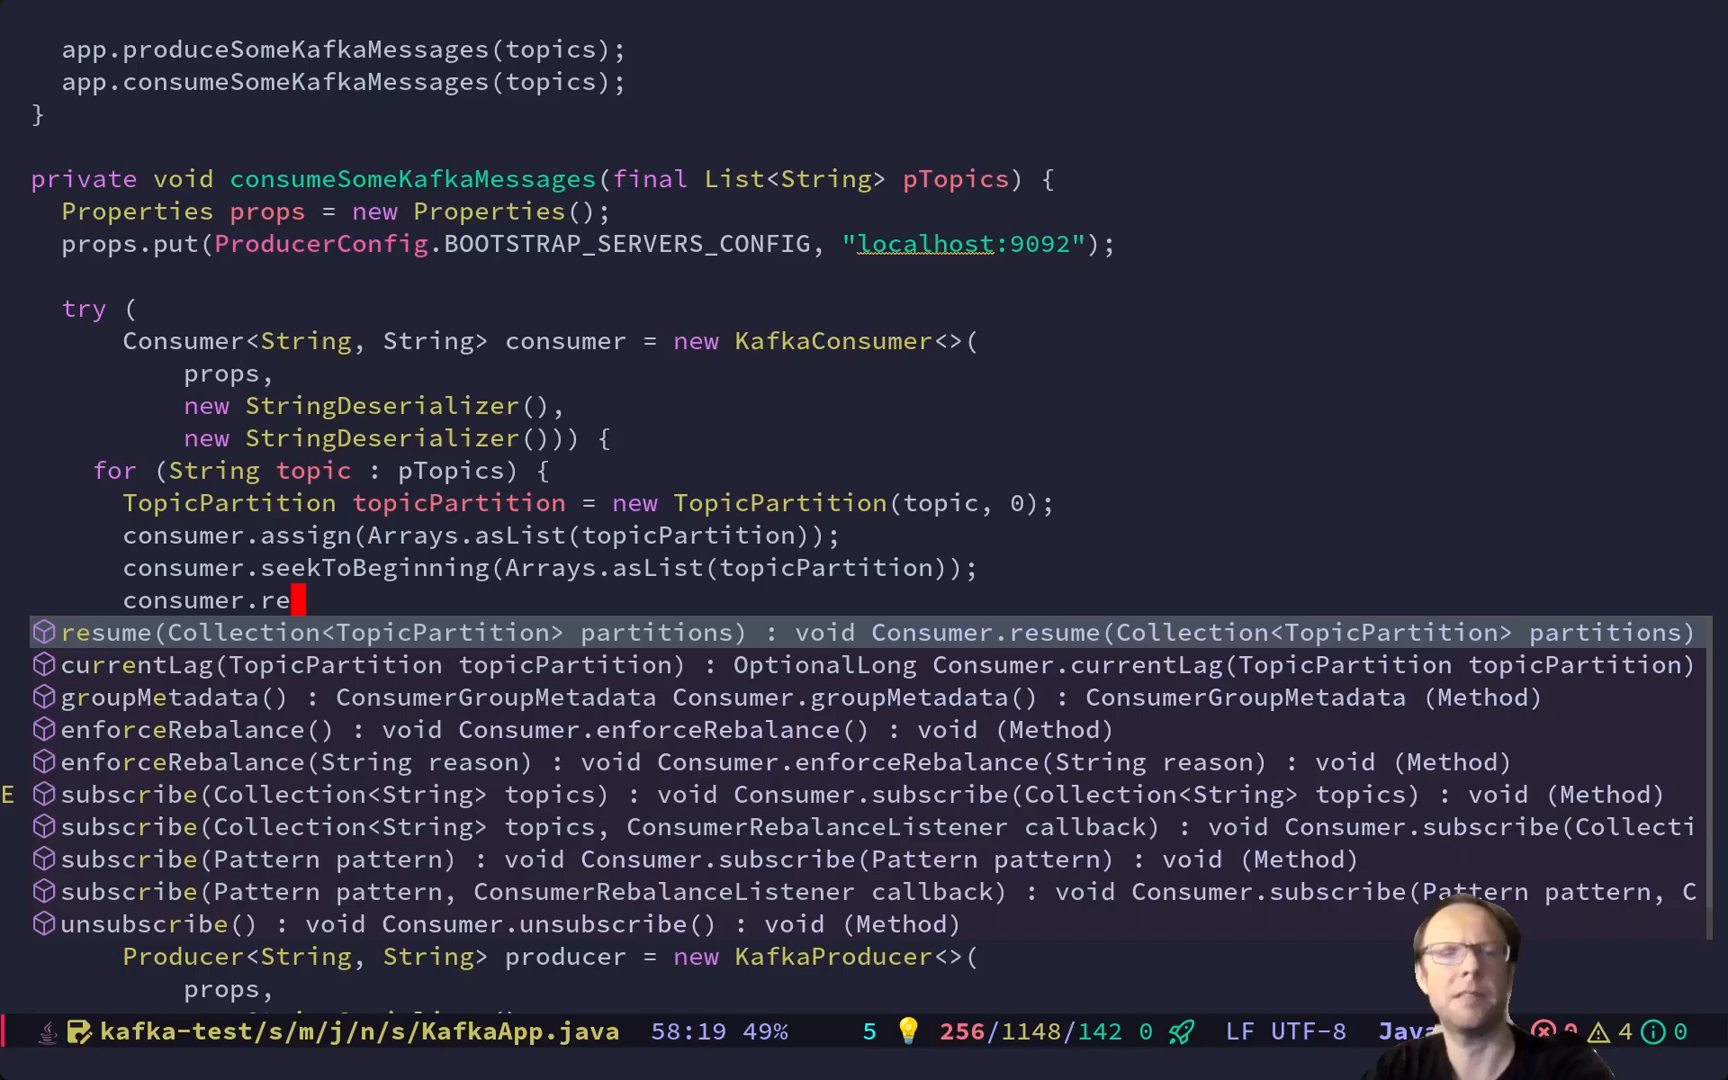 app.produceSomeKafkaMessages(topics);
app.consumeSomeKafkaMessages(topics);
}
private void consumeSomeKafkaMessages(final List<String> pTopics) {
Properties props = new Properties();
props.put(ProducerConfig.BOOTSTRAP_SERVERS_CONFIG, "localhost:9092");
try (
Consumer<String, String> consumer = new KafkaConsumer<>(
props,
new StringDeserializer(),
new StringDeserializer())) {
for (String topic : pTopics) {
TopicPartition topicPartition = new TopicPartition(topic, 0);
consumer.assign(Arrays.asList(topicPartition));
consumer.seekToBeginning(Arrays.asList(topicPartition));
consumer.re
resume(Collection<TopicPartition> partitions) : void Consumer.resume(Collection<TopicPartition> partitions)
currentLag(TopicPartition topicPartition) : OptionalLong Consumer.currentLag(TopicPartition topicPartition)
groupMetadata() : ConsumerGroupMetadata Consumer.groupMetadata() : ConsumerGroupMetadata (Method)
enforceRebalance() : void Consumer.enforceRebalance() : void (Method)
enforceRebalance(String reason) : void Consumer.enforceRebalance(String reason) : void (Method)
E subscribe(Collection<String> topics) : void Consumer.subscribe(Collection<String> topics) : void (Method)
subscribe(Collection<String> topics, ConsumerRebalanceListener callback) : void Consumer.subscribe(Collecti
subscribe(Pattern pattern) : void Consumer.subscribe(Pattern pattern) : void (Method)
subscribe(Pattern pattern, ConsumerRebalanceListener callback) : void Consumer.subscribe(Pattern pattern, C
unsubscribe() : void Consumer.unsubscribe() : void (Method)
Producer<String, String> producer = new KafkaProducer<>(
props,
kafka-test/s/m/j/n/s/KafkaApp.java 58:19 49% 5 256/1148/142 0 LF UTF-8 Java 4 0